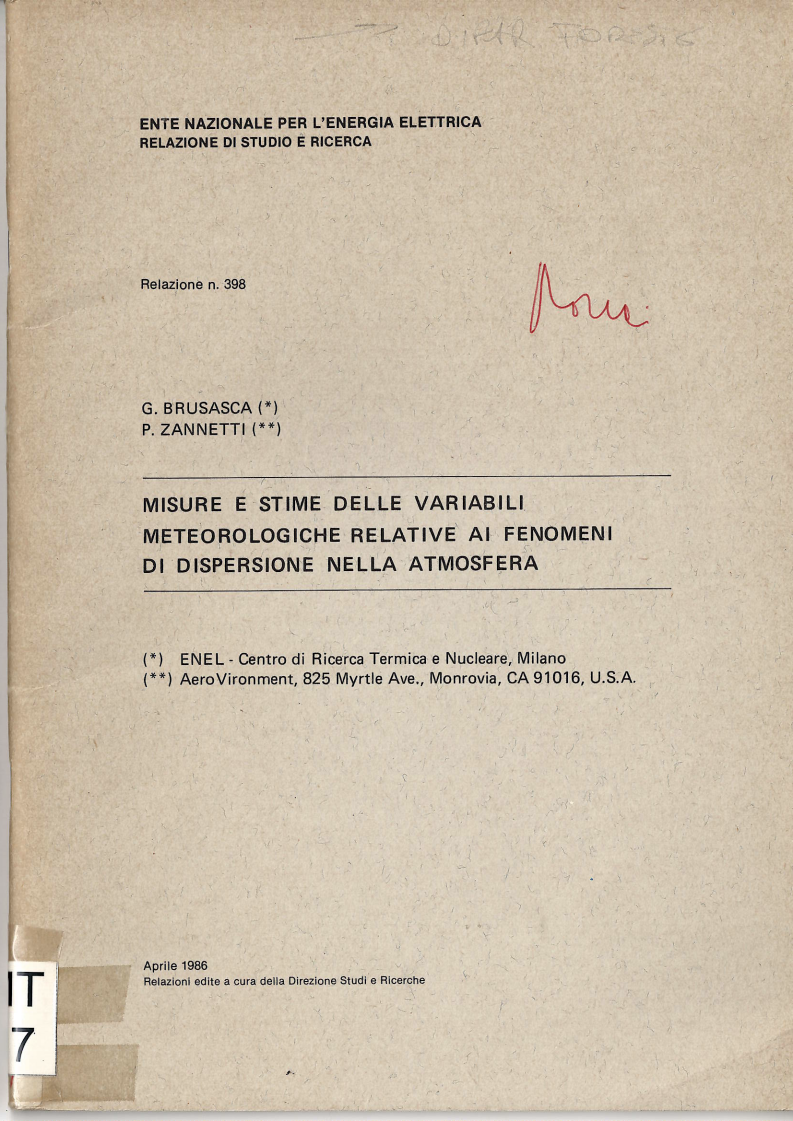 ENTE NAZIONALE PER L'ENERGIA ELETTRICA
RELAZIONE DI STUDIO E RICERCA
Relazione n. 398
G. BRUSASCA (*)
P. ZANNETTI (**)
MISURE E STIME DELLE VARIABILI
METEOROLOGICHE RELATIVE AI FENOMENI
DI DISPERSIONE NELLA ATMOSFERA
(*) ENEL - Centro di Ricerca Termica e Nucleare, Milano
(**) AeroVironment, 825 Myrtle Ave., Monrovia, CA 91016, U.S.A.
Aprile 1986
Relazioni edite a cura della Direzione Studi e Ricerche
IT
7